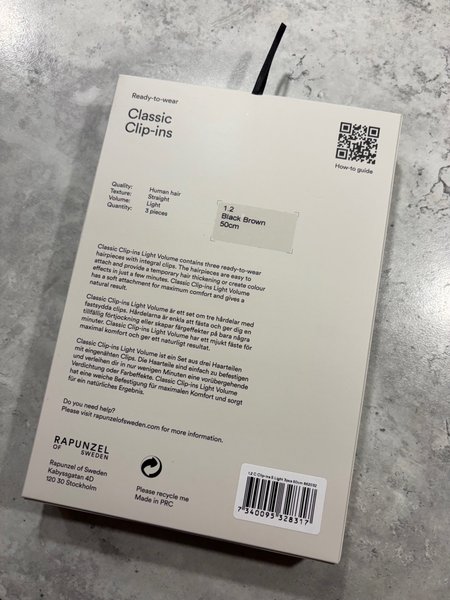 Ready-to-wear
Classic
Clip-ins
How-to guide
Quality: Human hair
Texture: Straight
Volume: Light
Quantity: 3 pieces
1.2
Black Brown
50cm
Classic Clip-ins Light Volume contains three ready-to-wear
hairpieces with integral clips. The hairpieces are easy to
attach and provide a temporary hair thickening or create colour
effects in just a few minutes. Classic Clip-ins Light Volume
has a soft attachment for maximum comfort and gives a
natural result.
Classic Clip-ins Light Volume är ett set om tre hårdelar med
fastsydda clips. Hårdelarna är enkla att fästa och ger dig en
tillfällig förtjockning eller skapar färgeffekter på bara några
minuter. Classic Clip-ins Light Volume har ett mjukt fäste för
maximal komfort och ger ett naturligt resultat.
Classic Clip-ins Light Volume ist ein Set aus drei Haarteilen
mit eingenähten Clips. Die Haarteile sind einfach zu befestigen
und verleihen dir in nur wenigen Minuten eine vorübergehende
Verdichtung oder Farbeffekte. Classic Clip-ins Light Volume
hat eine weiche Befestigung für maximalen Komfort und sorgt
für ein natürliches Ergebnis.
Do you need help?
Please visit rapunzelofsweden.com for more information.
RAPUNZEL
OF SWEDEN
Rapunzel of Sweden
Kabyssgatan 4D
120 30 Stockholm
Please recycle me
Made in PRC
7 340095 328317